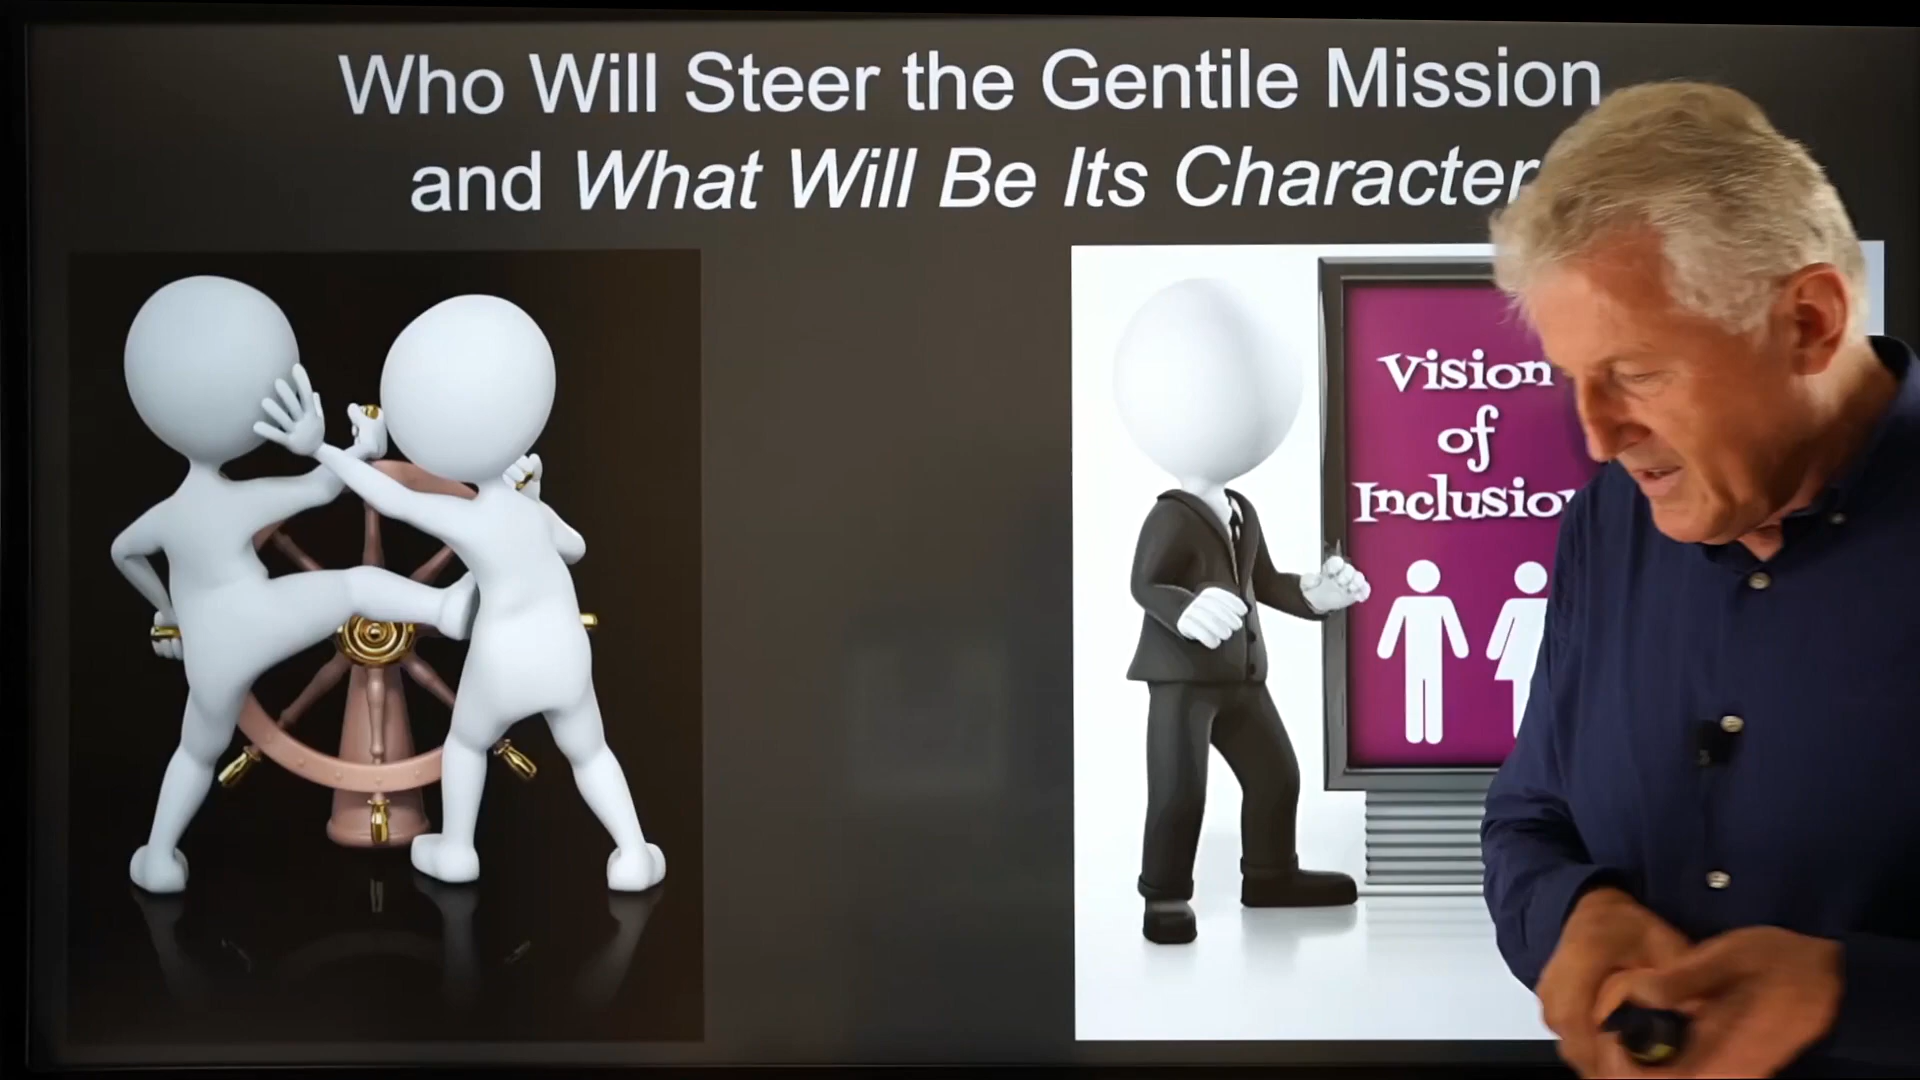 Who Will Steer the Gentile Mission
and What Will Be Its Character
Vision
of
Inclusion